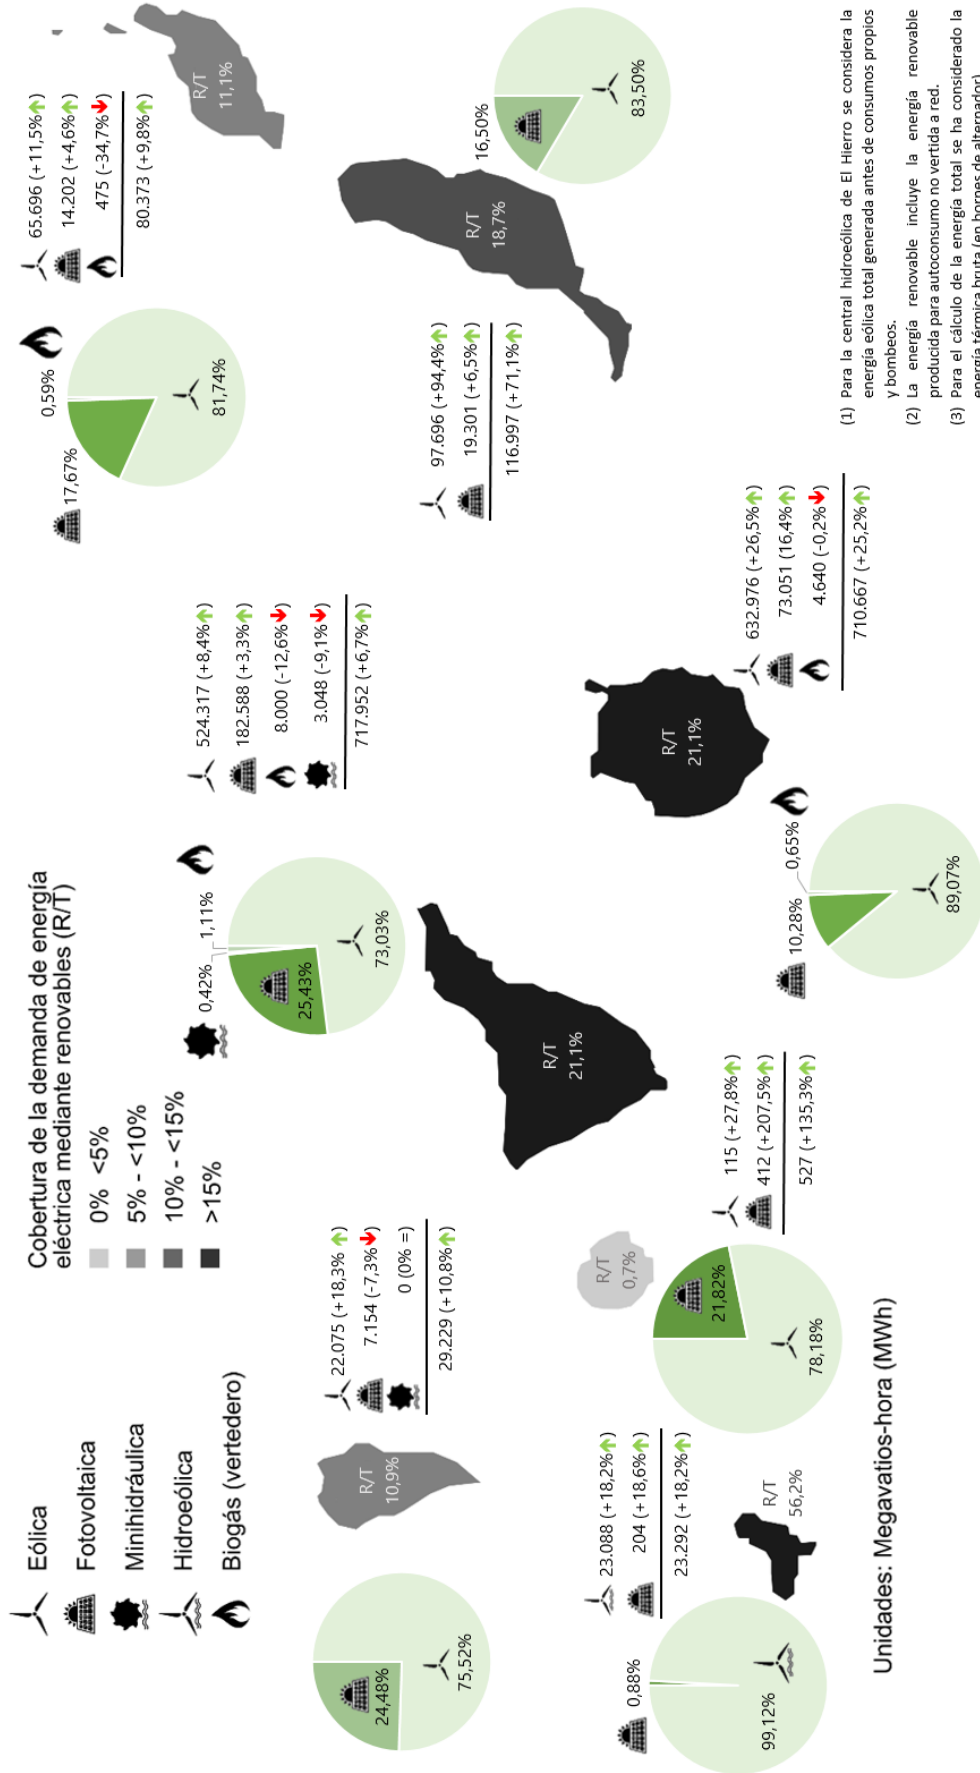 Eólica
Fotovoltaica
Minihidráulica
Hidroeólica
Biogás (vertedero)
Cobertura de la demanda de energía
eléctrica mediante renovables (R/T)
0% <5%
5% - <10%
10% - <15%
>15%
24,48%
75,52%
R/T
10,9%
22.075 (+18,3%)
7.154 (-7,3%)
0 (0% =)
29.229 (+10,8%)
0,88%
99,12%
23.088 (+18,2%)
204 (+18,6%)
23.292 (+18,2%)
R/T
56,2%
R/T
0,7%
21,82%
78,18%
115 (+27,8%)
412 (+207,5%)
527 (+135,3%)
0,42%
1,11%
25,43%
73,03%
524.317 (+8,4%)
182.588 (+3,3%)
8.000 (-12,6%)
3.048 (-9,1%)
717.952 (+6,7%)
R/T
21,1%
R/T
21,1%
10,28%
0,65%
89,07%
632.976 (+26,5%)
73.051 (16,4%)
4.640 (-0,2%)
710.667 (+25,2%)
17,67%
0,59%
81,74%
65.696 (+11,5%)
14.202 (+4,6%)
475 (-34,7%)
80.373 (+9,8%)
R/T
11,1%
97.696 (+94,4%)
19.301 (+6,5%)
116.997 (+71,1%)
R/T
18,7%
16,50%
83,50%
Unidades: Megavatios-hora (MWh)
(1) Para la central hidroeólica de El Hierro se considera la
energía eólica total generada antes de consumos propios
y bombeos.
(2) La energía renovable incluye la energía renovable
producida para autoconsumo no vertida a red.
(3) Para el cálculo de la energía total se ha considerado la
energía térmica bruta (en bornes de alternador)